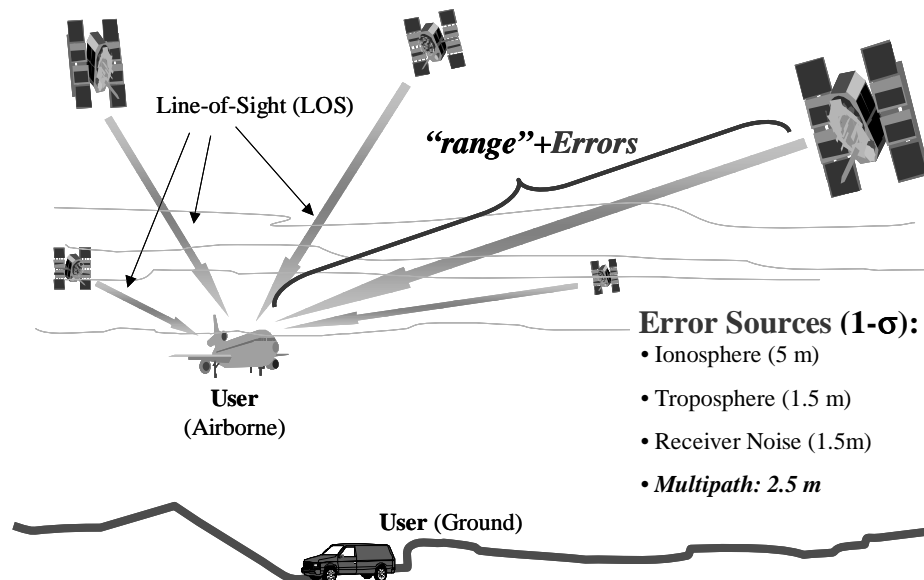 Line-of-Sight (LOS)
“range”+Errors
Error Sources (1-σ):
• Ionosphere (5 m)
• Troposphere (1.5 m)
• Receiver Noise (1.5m)
• Multipath: 2.5 m
User
(Airborne)
User (Ground)